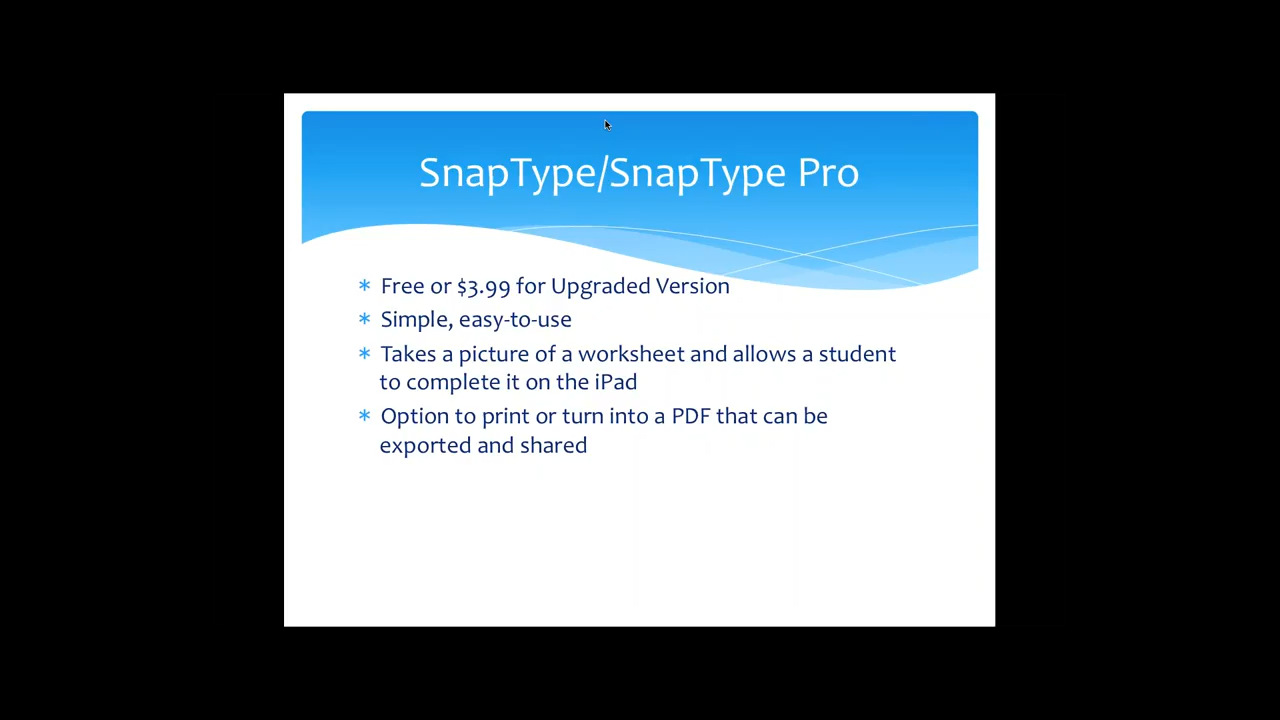 SnapType/SnapType Pro
* Free or $3.99 for Upgraded Version
* Simple, easy-to-use
* Takes a picture of a worksheet and allows a student
to complete it on the iPad
* Option to print or turn into a PDF that can be
exported and shared